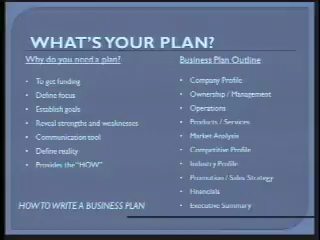 WHAT'S YOUR PLAN?
Why do you need a plan?
• To get funding
• Define focus
• Establish goals
• Reveal strengths and weaknesses
• Communication tool
• Define reality
• Provides the "HOW"
Business Plan Outline
• Company Profile
• Ownership / Management
• Operations
• Products / Services
• Market Analysis
• Competitive Profile
• Industry Profile
• Promotion / Sales Strategy
• Financials
• Executive Summary
HOW TO WRITE A BUSINESS PLAN